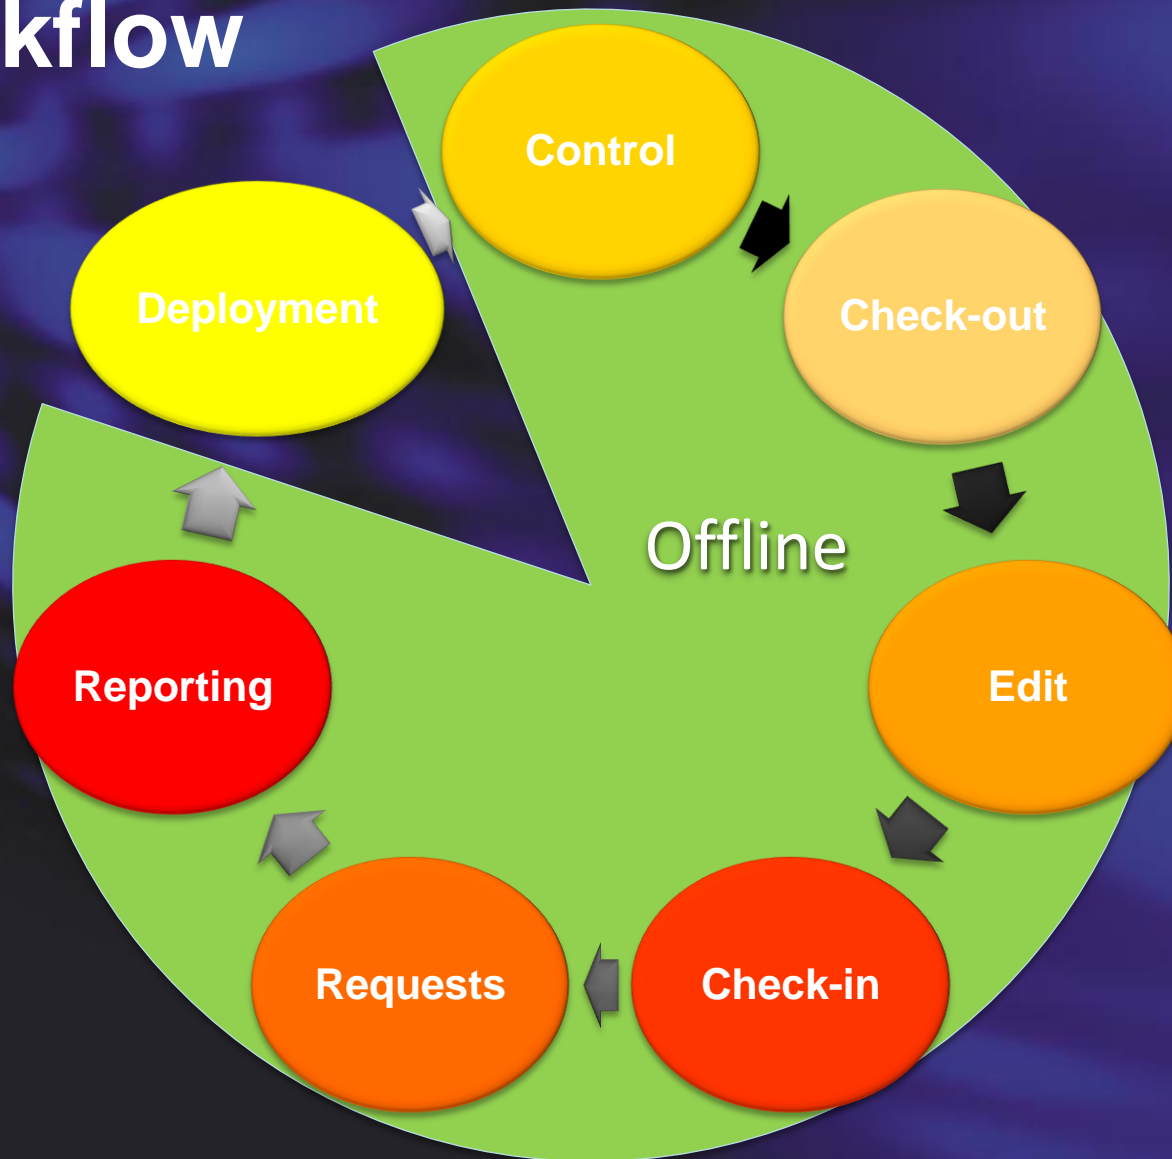 kflow
Control
Deployment
Check-out
Offline
Reporting
Edit
Requests
Check-in